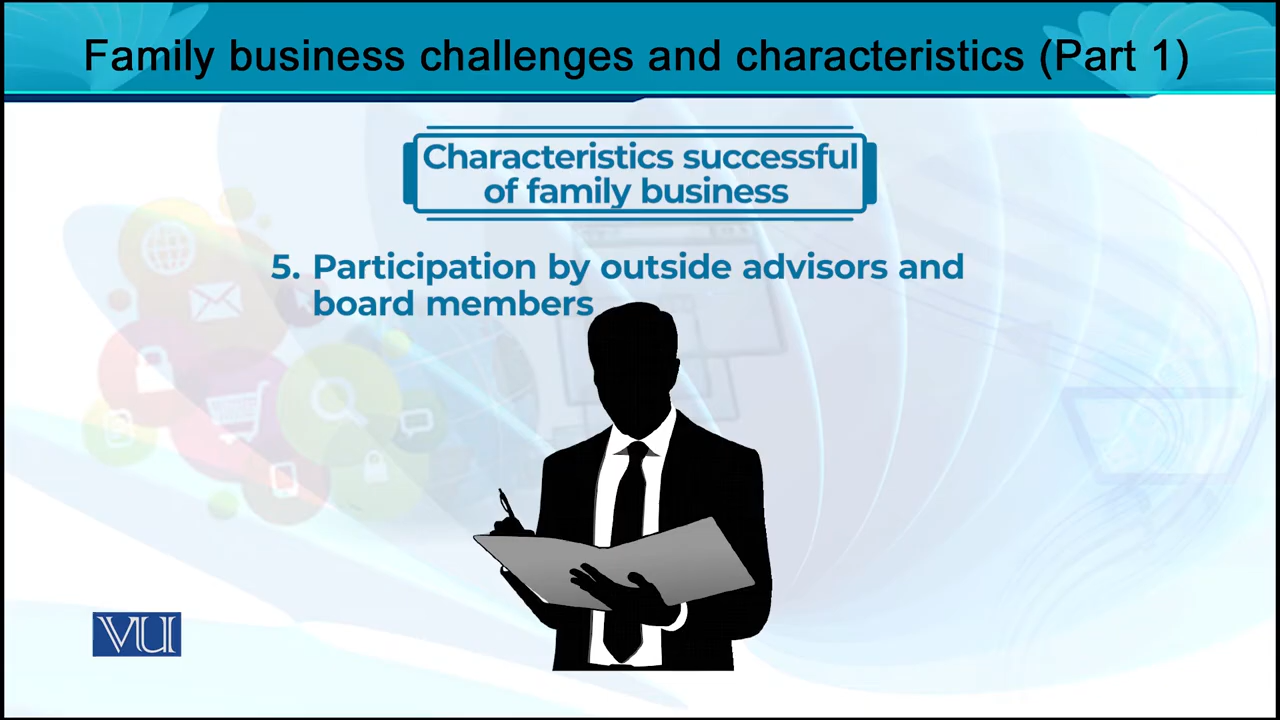 Family business challenges and characteristics (Part 1)
Characteristics successful
of family business
5. Participation by outside advisors and
board members
VU